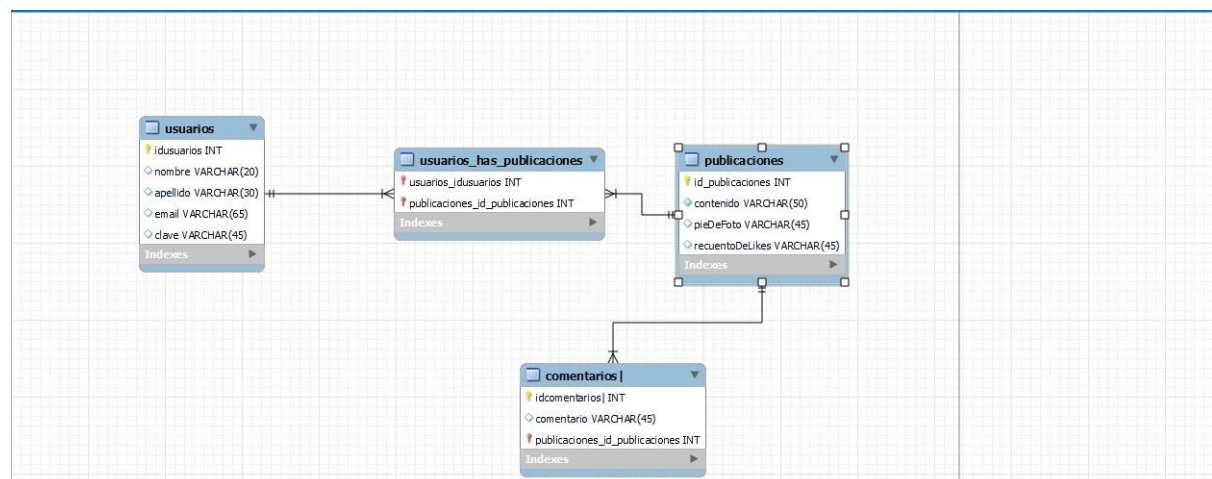 usuarios
idusuarios INT
nombre VARCHAR(20)
apellido VARCHAR(30)
email VARCHAR(65)
clave VARCHAR(45)
Indexes
usuarios_has_publicaciones
usuarios_idusuarios INT
publicaciones_id_publicaciones INT
Indexes
publicaciones
id_publicaciones INT
contenido VARCHAR(50)
pieDeFoto VARCHAR(45)
recuentoDeLikes VARCHAR(45)
Indexes
comentarios|
idcomentarios| INT
comentario VARCHAR(45)
publicaciones_id_publicaciones INT
Indexes